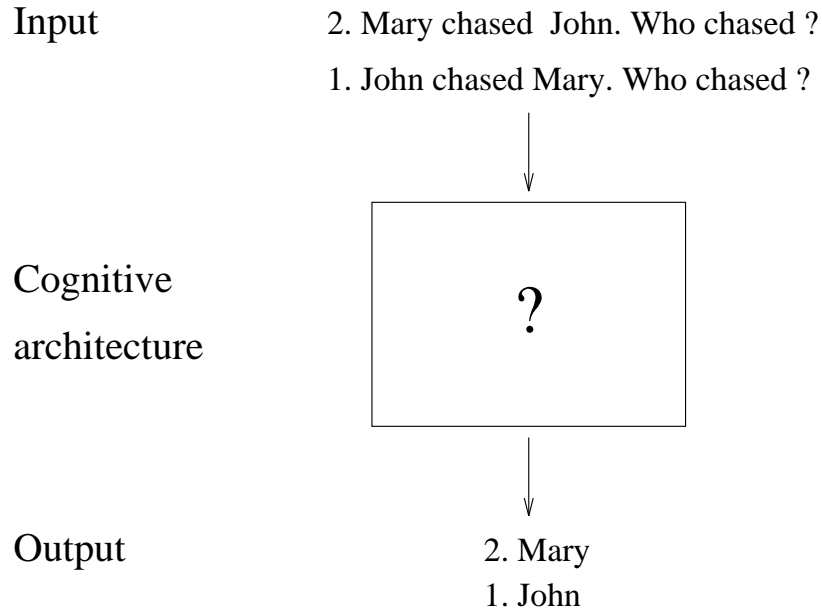 Input
2. Mary chased  John. Who chased ?
1. John chased Mary. Who chased ?
Cognitive
architecture
?
Output
2. Mary
1. John